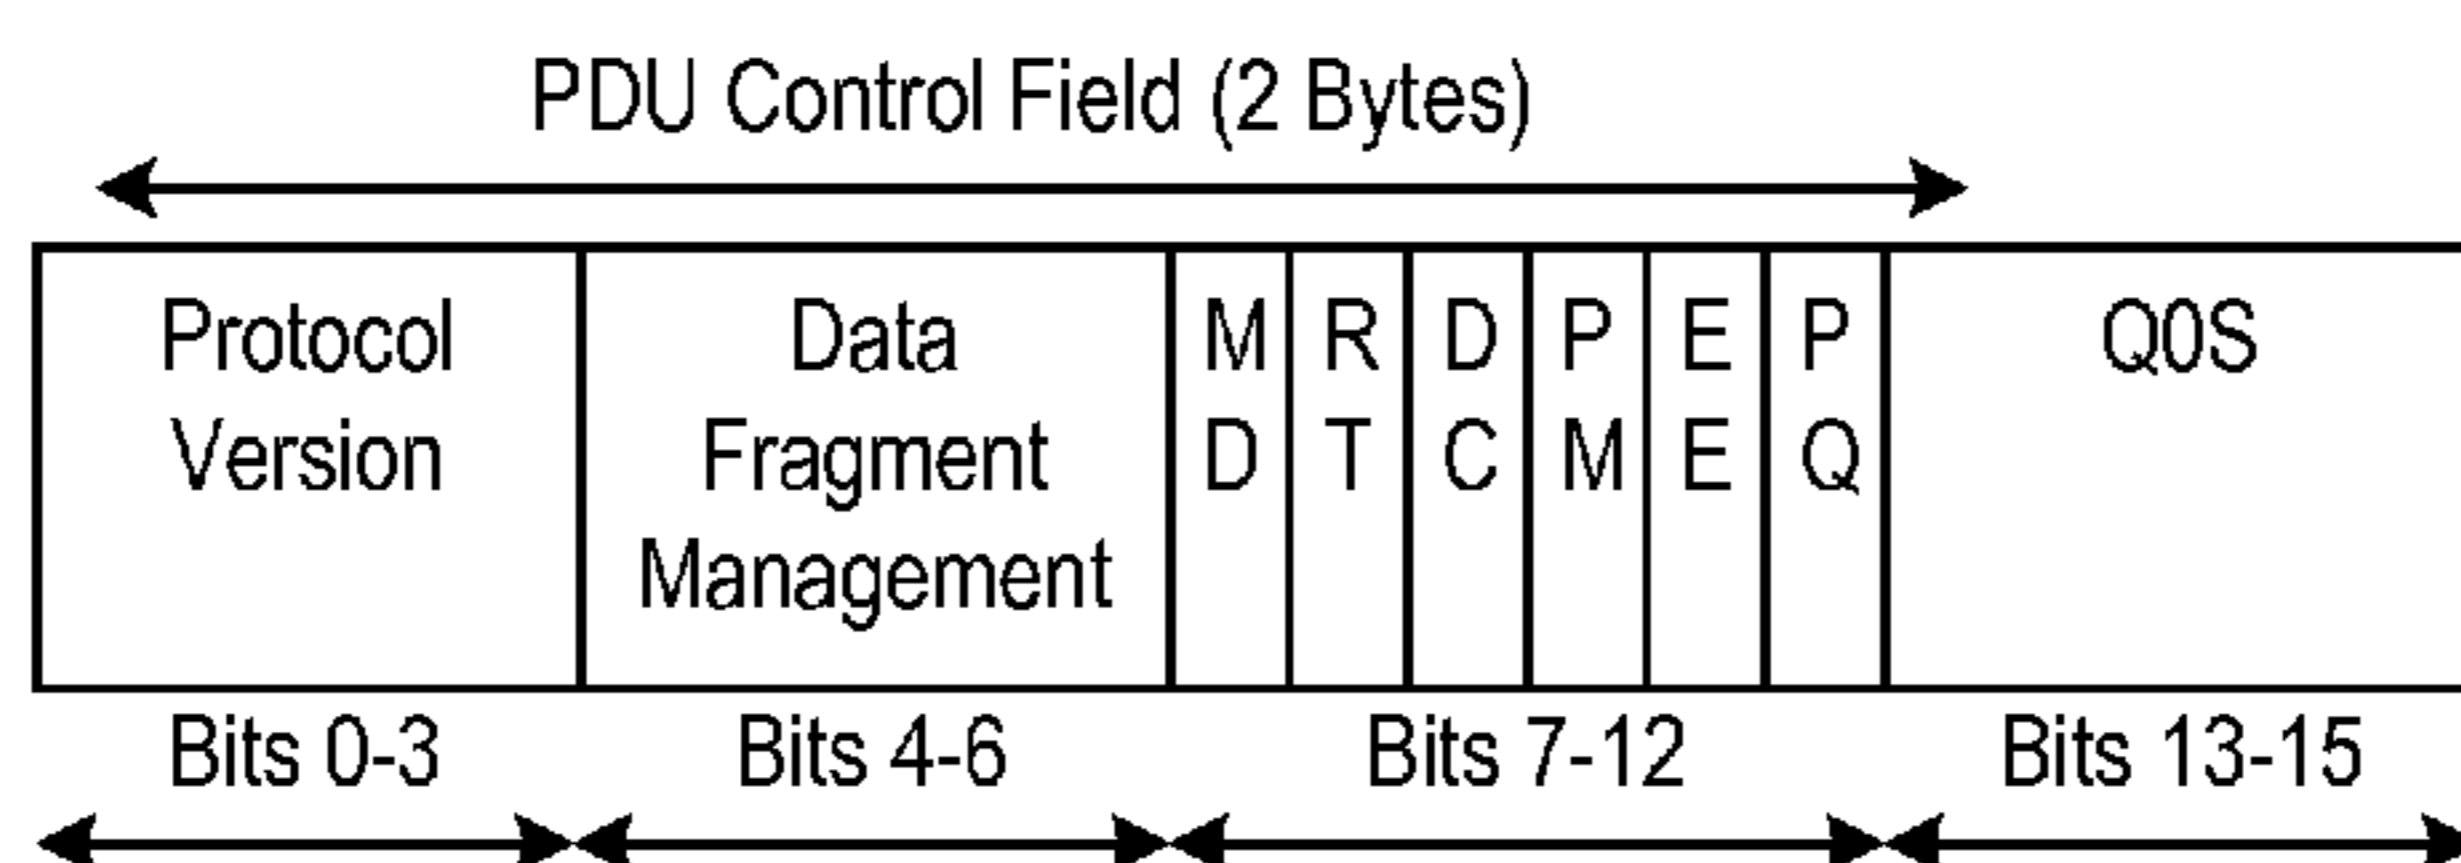 PDU Control Field (2 Bytes)
Protocol
Version
Data
Fragment
Management
M
D
R
T
D
C
P
M
E
E
P
Q
Q0S
Bits 0-3
Bits 4-6
Bits 7-12
Bits 13-15